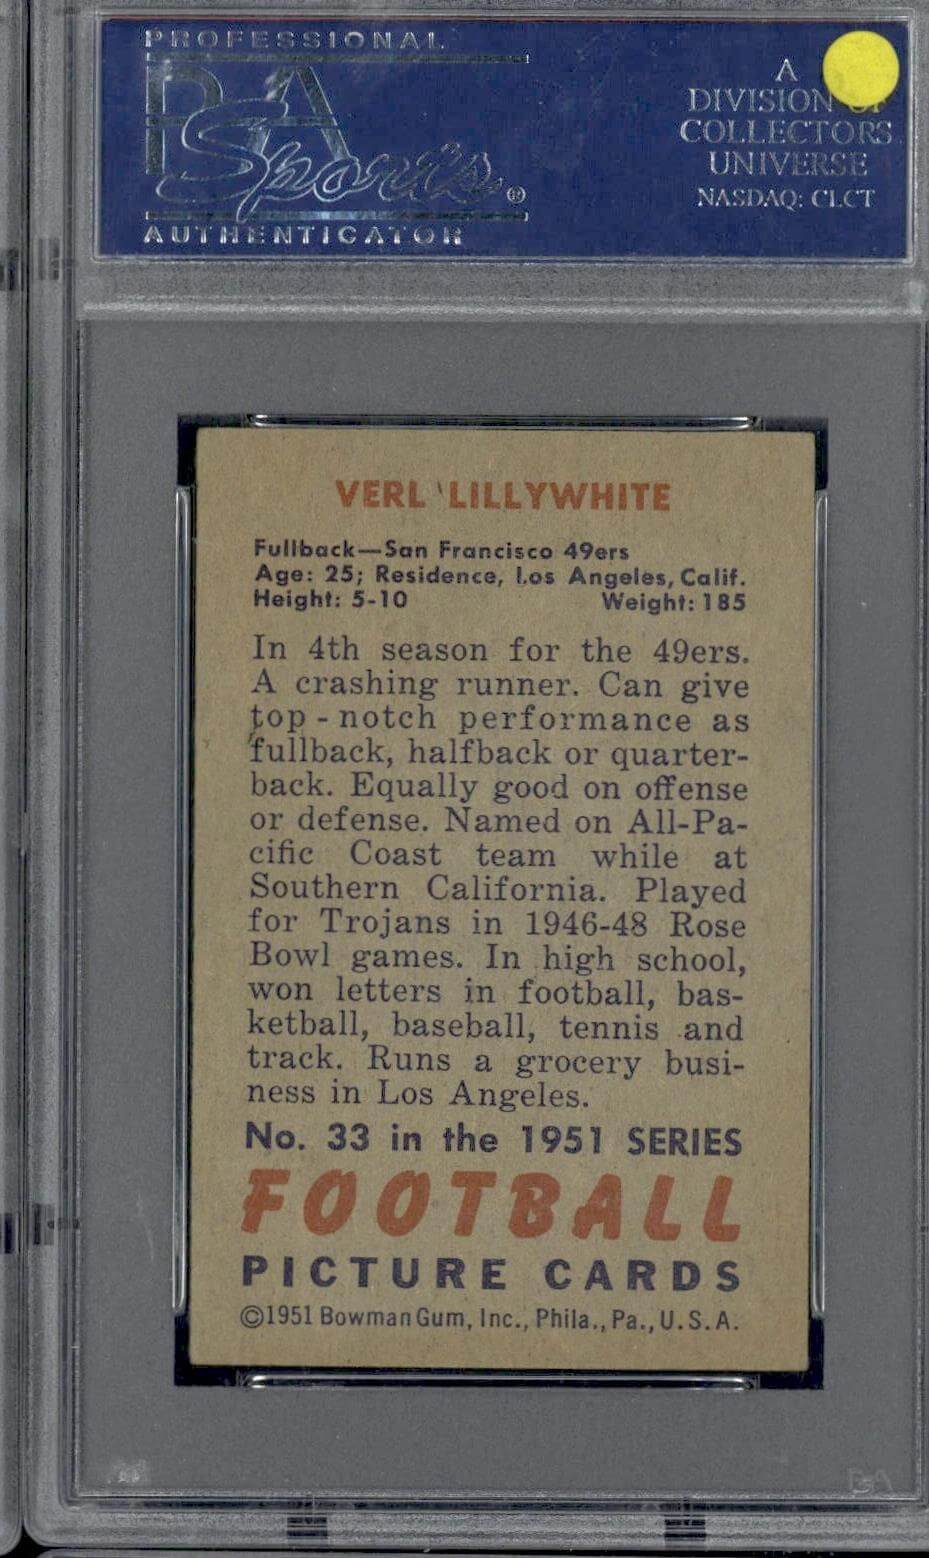 PROFESSIONAL
PSA
Sports®
AUTHENTICATOR
A
DIVISION OF
COLLECTORS
UNIVERSE
NASDAQ: CLCT
VERL LILLYWHITE
Fullback—San Francisco 49ers
Age: 25; Residence, Los Angeles, Calif.
Height: 5-10 Weight: 185
In 4th season for the 49ers.
A crashing runner. Can give
top-notch performance as
fullback, halfback or quarter-
back. Equally good on offense
or defense. Named on All-Pa-
cific Coast team while at
Southern California. Played
for Trojans in 1946-48 Rose
Bowl games. In high school,
won letters in football, bas-
ketball, baseball, tennis and
track. Runs a grocery busi-
ness in Los Angeles.
No. 33 in the 1951 SERIES
FOOTBALL
PICTURE CARDS
©1951 Bowman Gum, Inc., Phila., Pa., U.S.A.